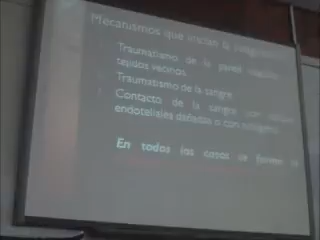 Mecanismos que inician la
Traumatismo de la pared
tejidos vecinos
Traumatismo de la sangre
Contacto de la sangre con
endoteliales dañadas o con
En todos los casos se